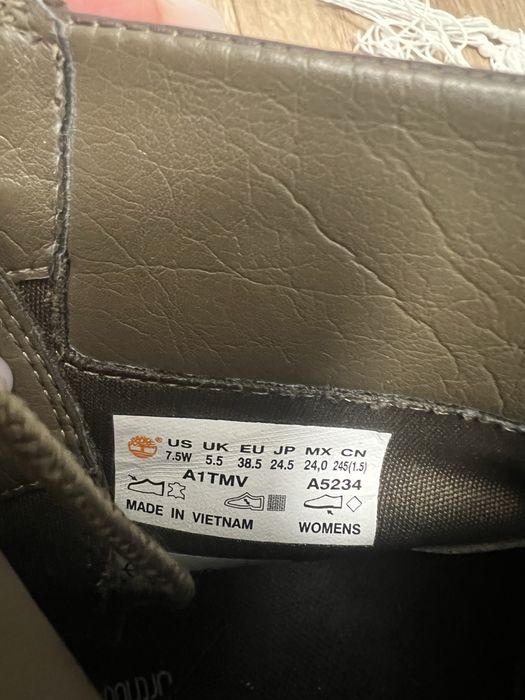 US UK EU JP MX CN
7.5W 5.5 38.5 24.5 24,0 245(1.5)
A1TMV A5234
MADE IN VIETNAM WOMENS